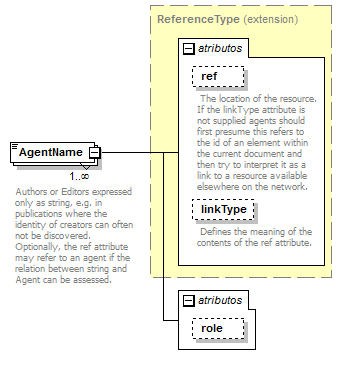 ReferenceType (extension)
atributos
ref
The location of the resource.
If the linkType attribute is
not supplied agents should
first presume this refers to
the id of an element within
the current document and
then try to interpret it as a
link to a resource available
elsewhere on the network.
linkType
Defines the meaning of the
contents of the ref attribute.
AgentName
1..∞
Authors or Editors expressed
only as string, e.g. in
publications where the
identity of creators can often
not be discovered.
Optionally, the ref attribute
may refer to an agent if the
relation between string and
Agent can be assessed.
atributos
role